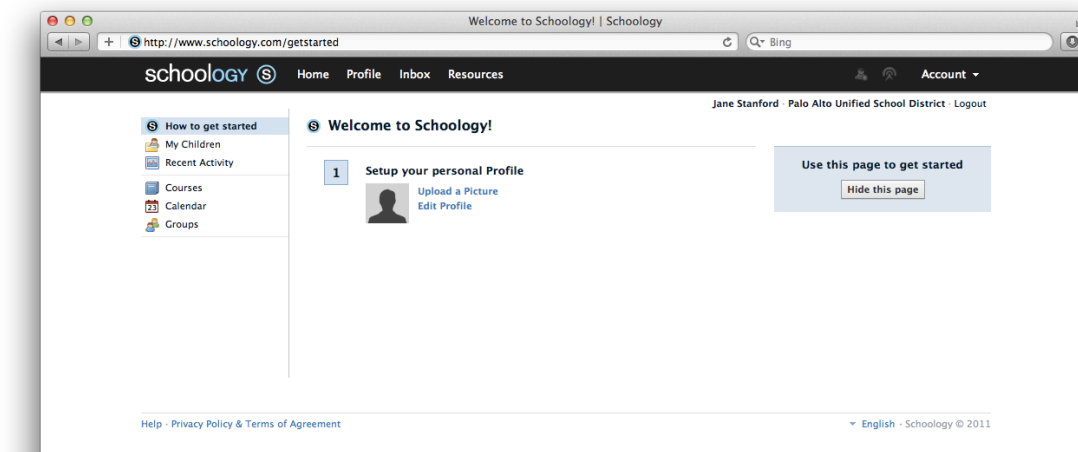 Welcome to Schoology! | Schoology
http://www.schoology.com/getstarted
Bing
schoology S Home Profile Inbox Resources Account
Jane Stanford · Palo Alto Unified School District · Logout
How to get started
My Children
Recent Activity
Courses
23 Calendar
Groups
Welcome to Schoology!
1 Setup your personal Profile
Upload a Picture
Edit Profile
Use this page to get started
Hide this page
Help · Privacy Policy & Terms of Agreement
English · Schoology © 2011